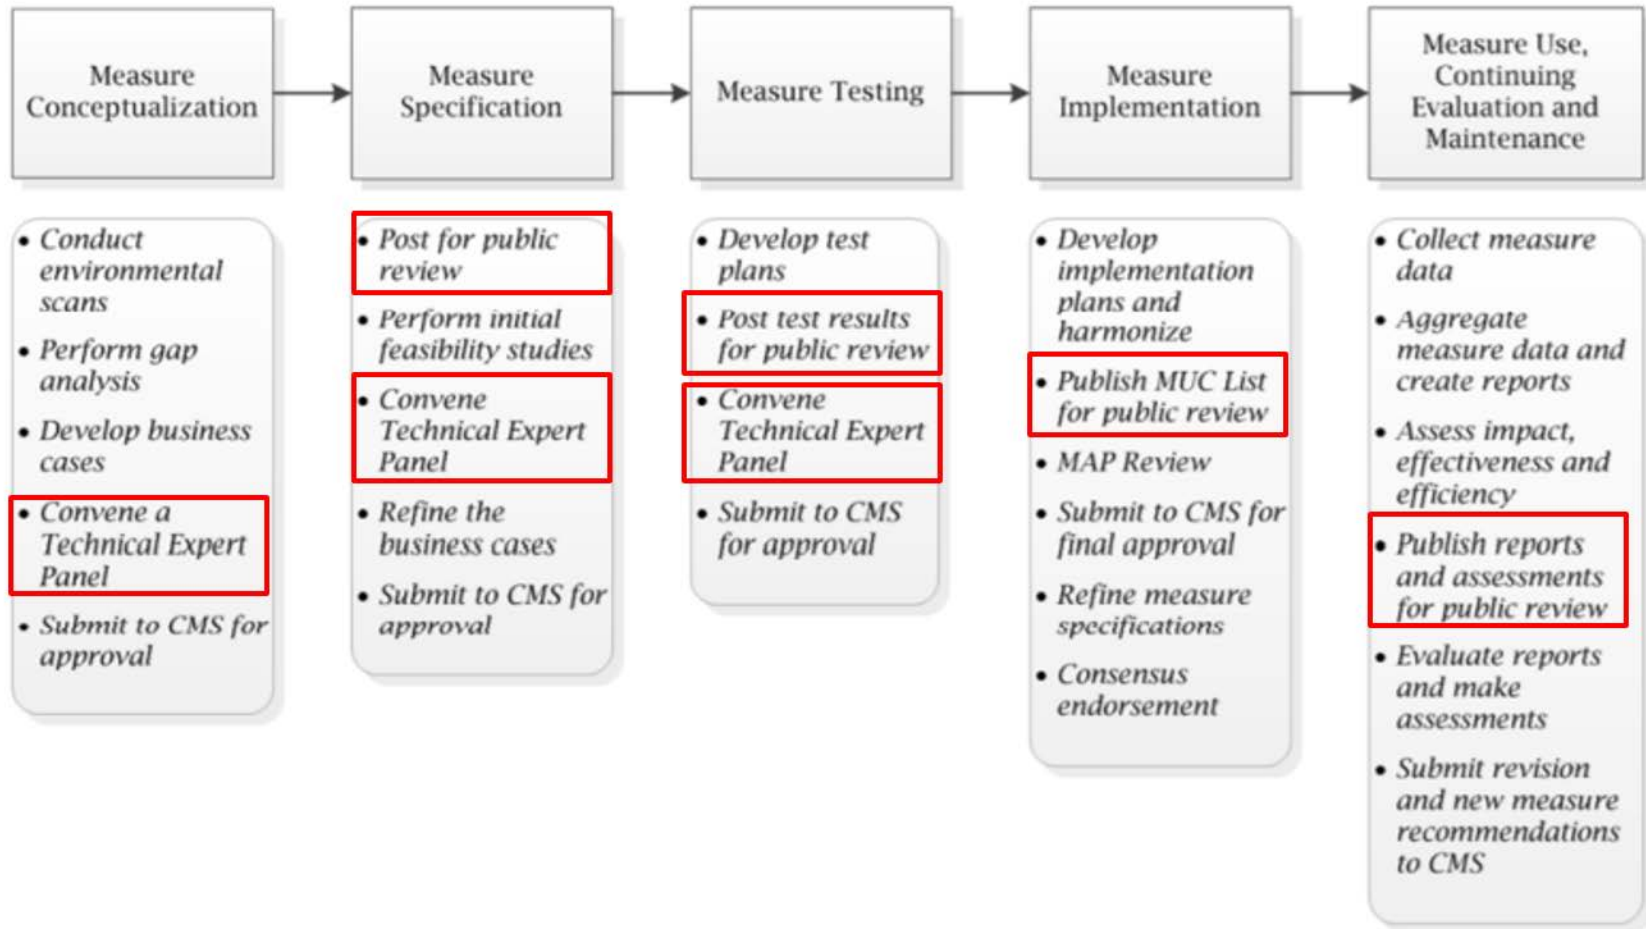 Measure
Conceptualization
Measure
Specification
Measure Testing
Measure
Implementation
Measure Use,
Continuing
Evaluation and
Maintenance
• Conduct
environmental
scans
• Perform gap
analysis
• Develop business
cases
• Convene a
Technical Expert
Panel
• Submit to CMS for
approval
• Post for public
review
• Perform initial
feasibility studies
• Convene
Technical Expert
Panel
• Refine the
business cases
• Submit to CMS for
approval
• Develop test
plans
• Post test results
for public review
• Convene
Technical Expert
Panel
• Submit to CMS
for approval
• Develop
implementation
plans and
harmonize
• Publish MUC List
for public review
• MAP Review
• Submit to CMS for
final approval
• Refine measure
specifications
• Consensus
endorsement
• Collect measure
data
• Aggregate
measure data and
create reports
• Assess impact,
effectiveness and
efficiency
• Publish reports
and assessments
for public review
• Evaluate reports
and make
assessments
• Submit revision
and new measure
recommendations
to CMS